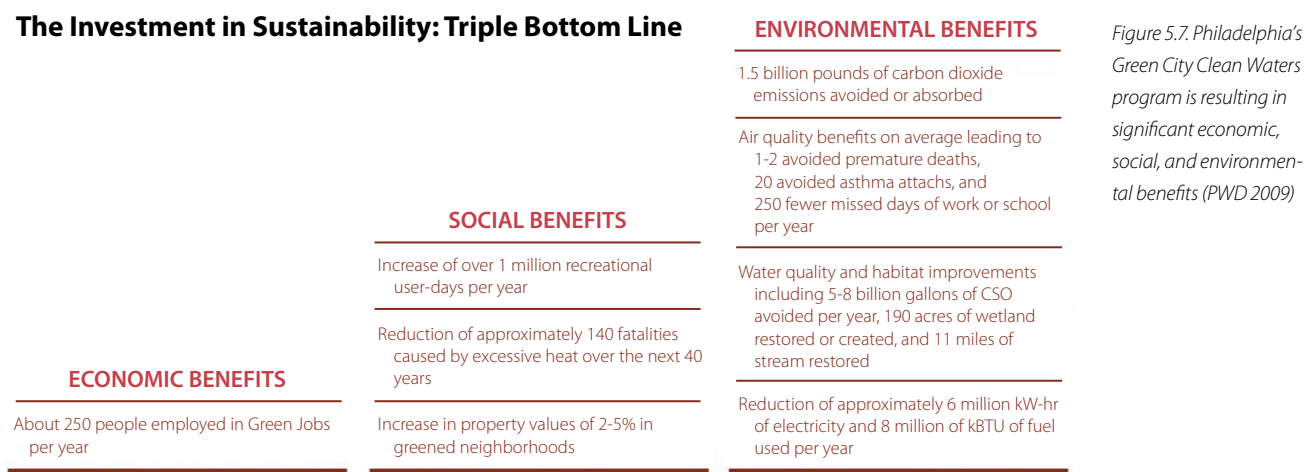 The Investment in Sustainability: Triple Bottom Line
ECONOMIC BENEFITS
About 250 people employed in Green Jobs
per year
SOCIAL BENEFITS
Increase of over 1 million recreational
user-days per year
Reduction of approximately 140 fatalities
caused by excessive heat over the next 40
years
Increase in property values of 2-5% in
greened neighborhoods
ENVIRONMENTAL BENEFITS
1.5 billion pounds of carbon dioxide
emissions avoided or absorbed
Air quality benefits on average leading to
1-2 avoided premature deaths,
20 avoided asthma attachs, and
250 fewer missed days of work or school
per year
Water quality and habitat improvements
including 5-8 billion gallons of CSO
avoided per year, 190 acres of wetland
restored or created, and 11 miles of
stream restored
Reduction of approximately 6 million kW-hr
of electricity and 8 million of kBTU of fuel
used per year
Figure 5.7. Philadelphia's
Green City Clean Waters
program is resulting in
significant economic,
social, and environmen-
tal benefits (PWD 2009)